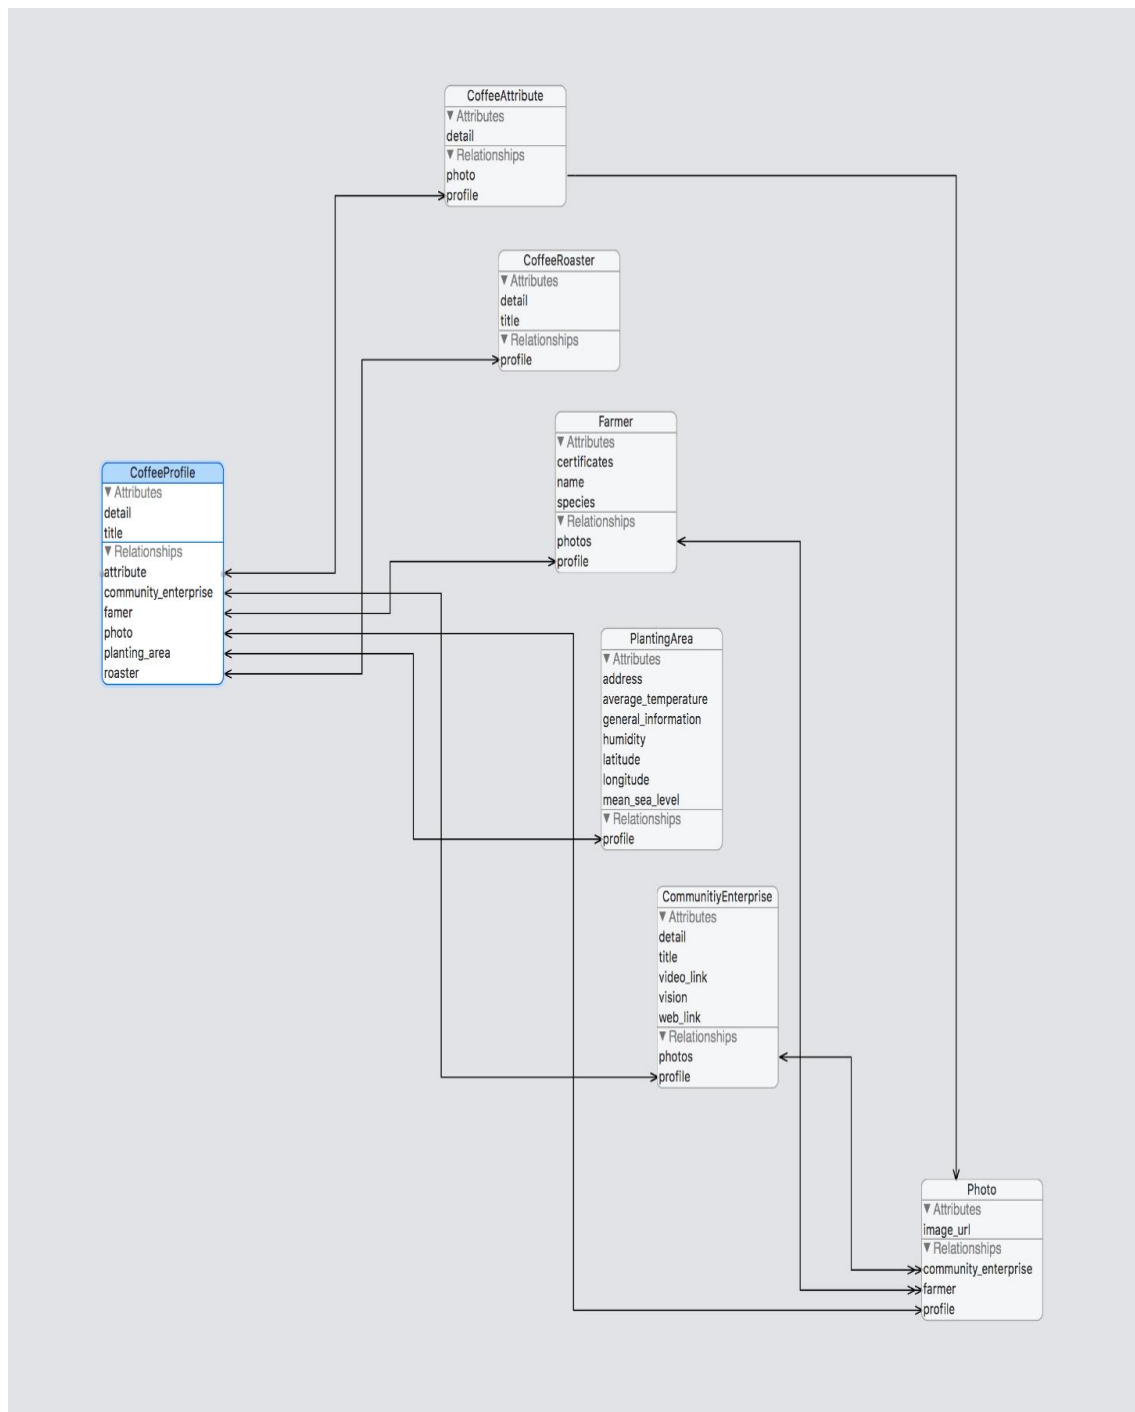 CoffeeAttribute
▼ Attributes
detail
▼ Relationships
photo
profile
CoffeeRoaster
▼ Attributes
detail
title
▼ Relationships
profile
Farmer
▼ Attributes
certificates
name
species
▼ Relationships
photos
profile
CoffeeProfile
▼ Attributes
detail
title
▼ Relationships
attribute
community_enterprise
famer
photo
planting_area
roaster
PlantingArea
▼ Attributes
address
average_temperature
general_information
humidity
latitude
longitude
mean_sea_level
▼ Relationships
profile
CommunitiyEnterprise
▼ Attributes
detail
title
video_link
vision
web_link
▼ Relationships
photos
profile
Photo
▼ Attributes
image_url
▼ Relationships
community_enterprise
farmer
profile